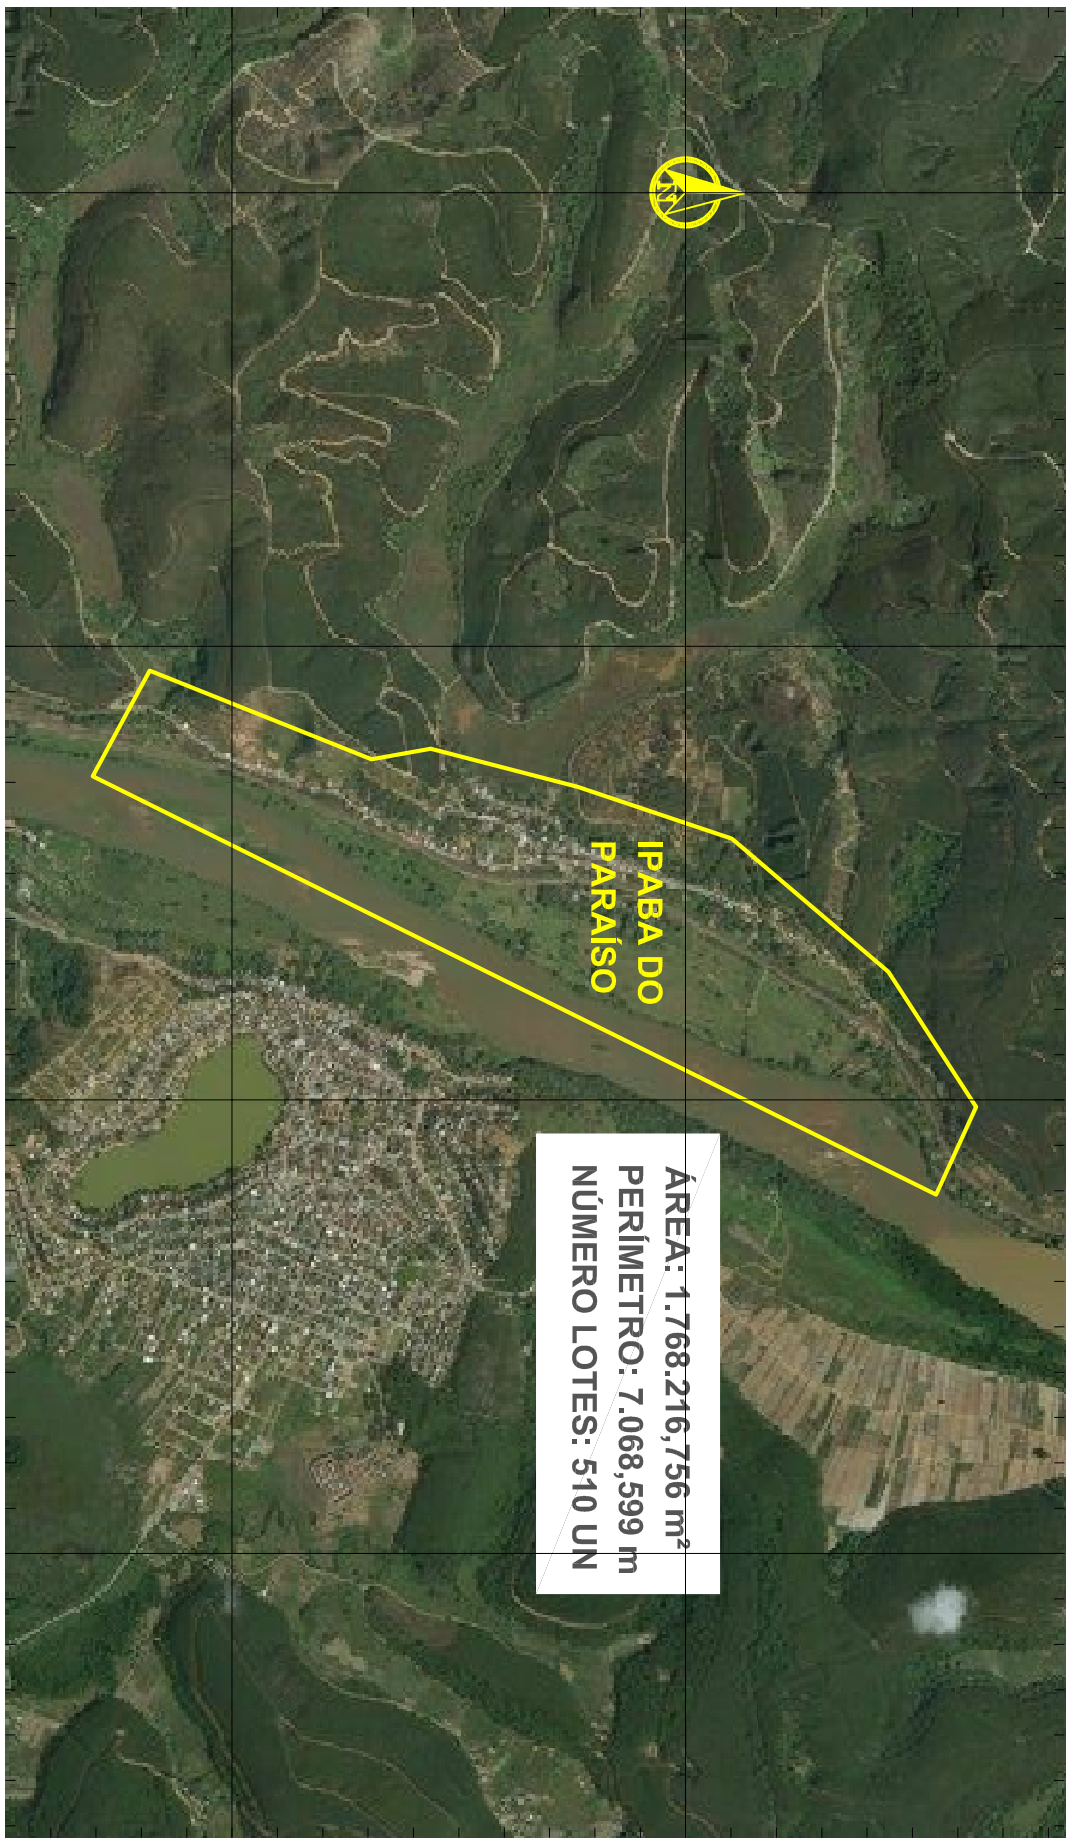 N
IPABA DO
PARAÍSO
ÁREA: 1.768.216,756 m²
PERÍMETRO: 7.068,599 m
NÚMERO LOTES: 510 UN